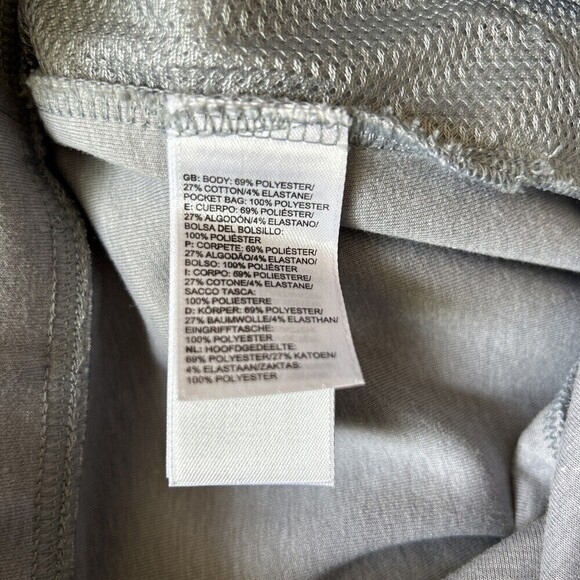 GB: BODY: 69% POLYESTER/
27% COTTON/4% ELASTANE/
POCKET BAG: 100% POLYESTER
E: CUERPO: 69% POLIÉSTER/
27% ALGODÓN/4% ELASTANO/
BOLSA DEL BOLSILLO:
100% POLIÉSTER
P: CORPETE: 69% POLIÉSTER/
27% ALGODÃO/4% ELASTANO/
BOLSO: 100% POLIÉSTER
I: CORPO: 69% POLIESTERE/
27% COTONE/4% ELASTANE/
SACCO TASCA:
100% POLIESTERE
D: KÖRPER: 69% POLYESTER/
27% BAUMWOLLE/4% ELASTHAN/
EINGRIFFTASCHE:
100% POLYESTER
NL: HOOFDGEDEELTE:
69% POLYESTER/27% KATOEN/
4% ELASTAAN/ZAKTAS:
100% POLYESTER